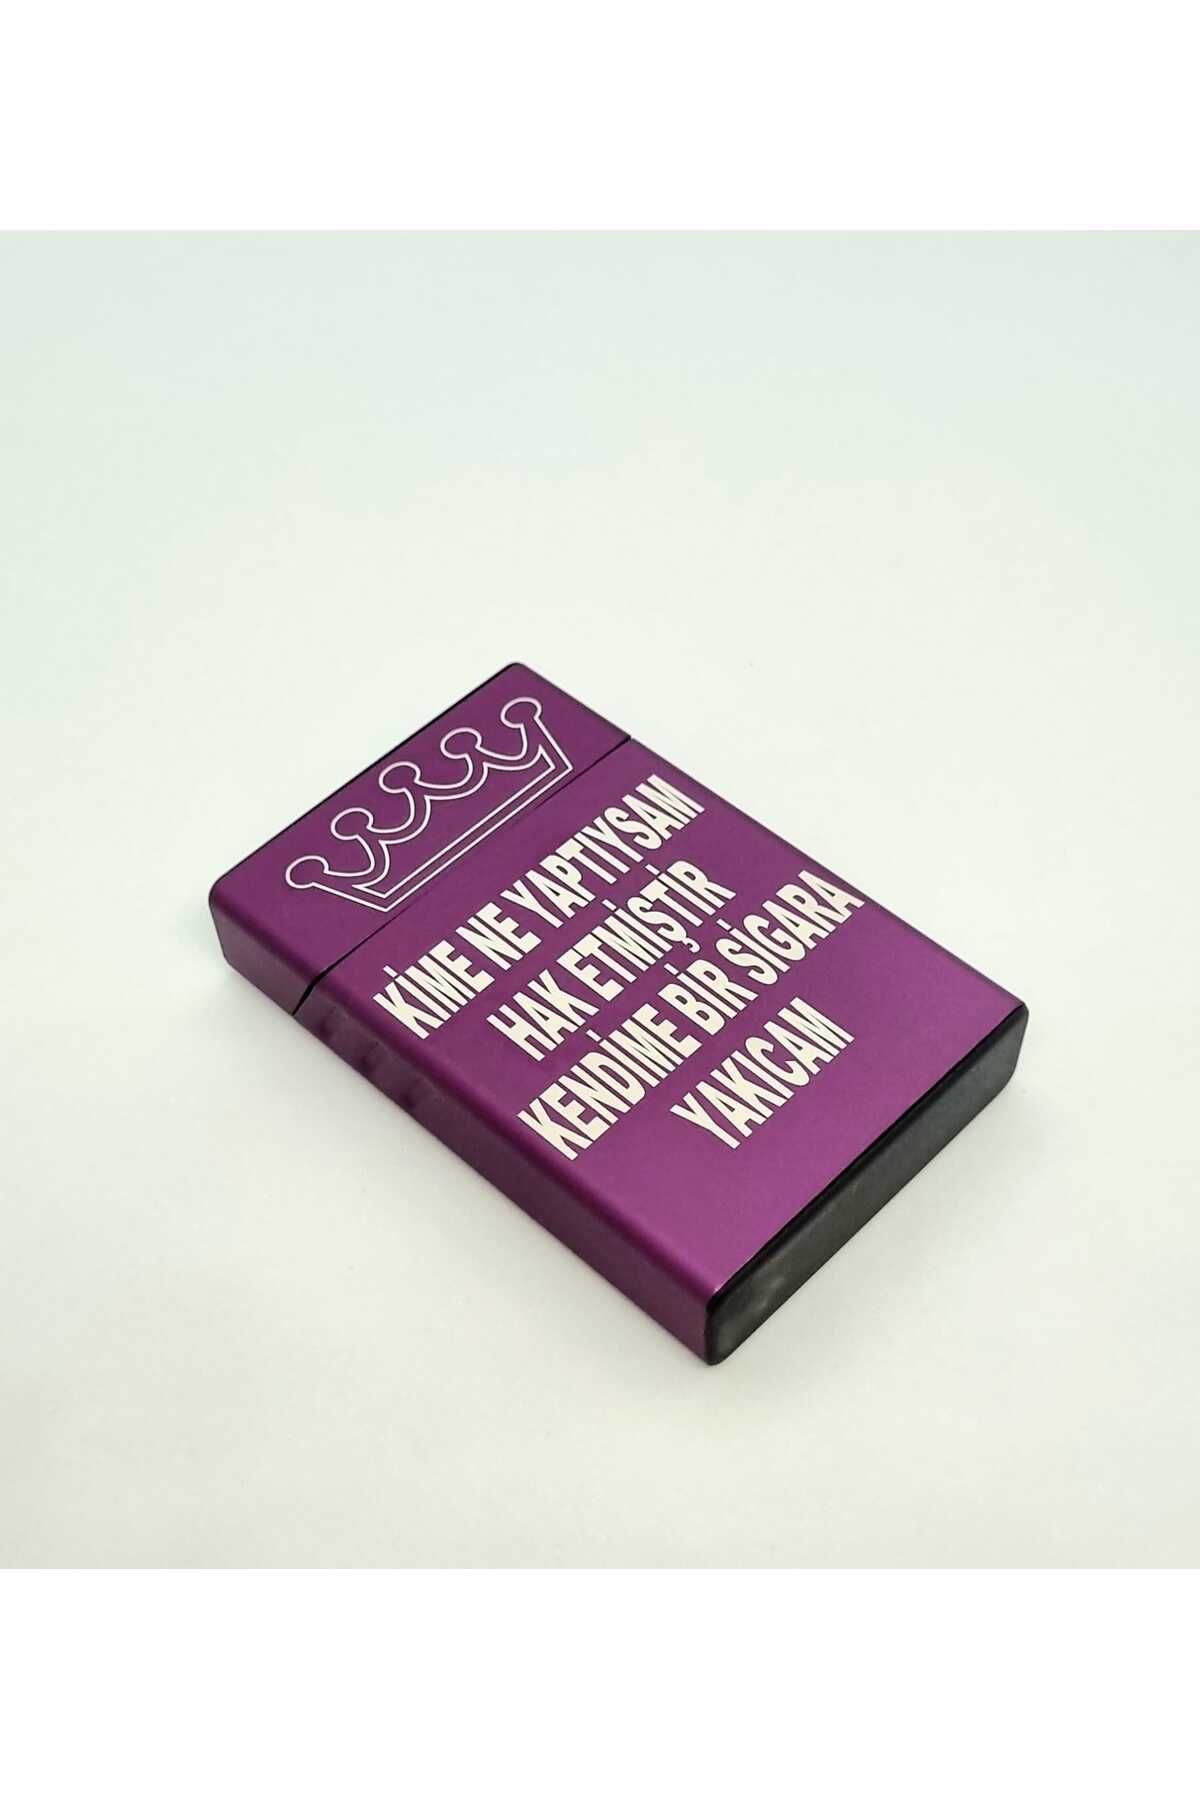 KİME NE YAPTIYSAM
HAK ETMİŞTİR
KENDİME BİR SİGARA
YAKICAM